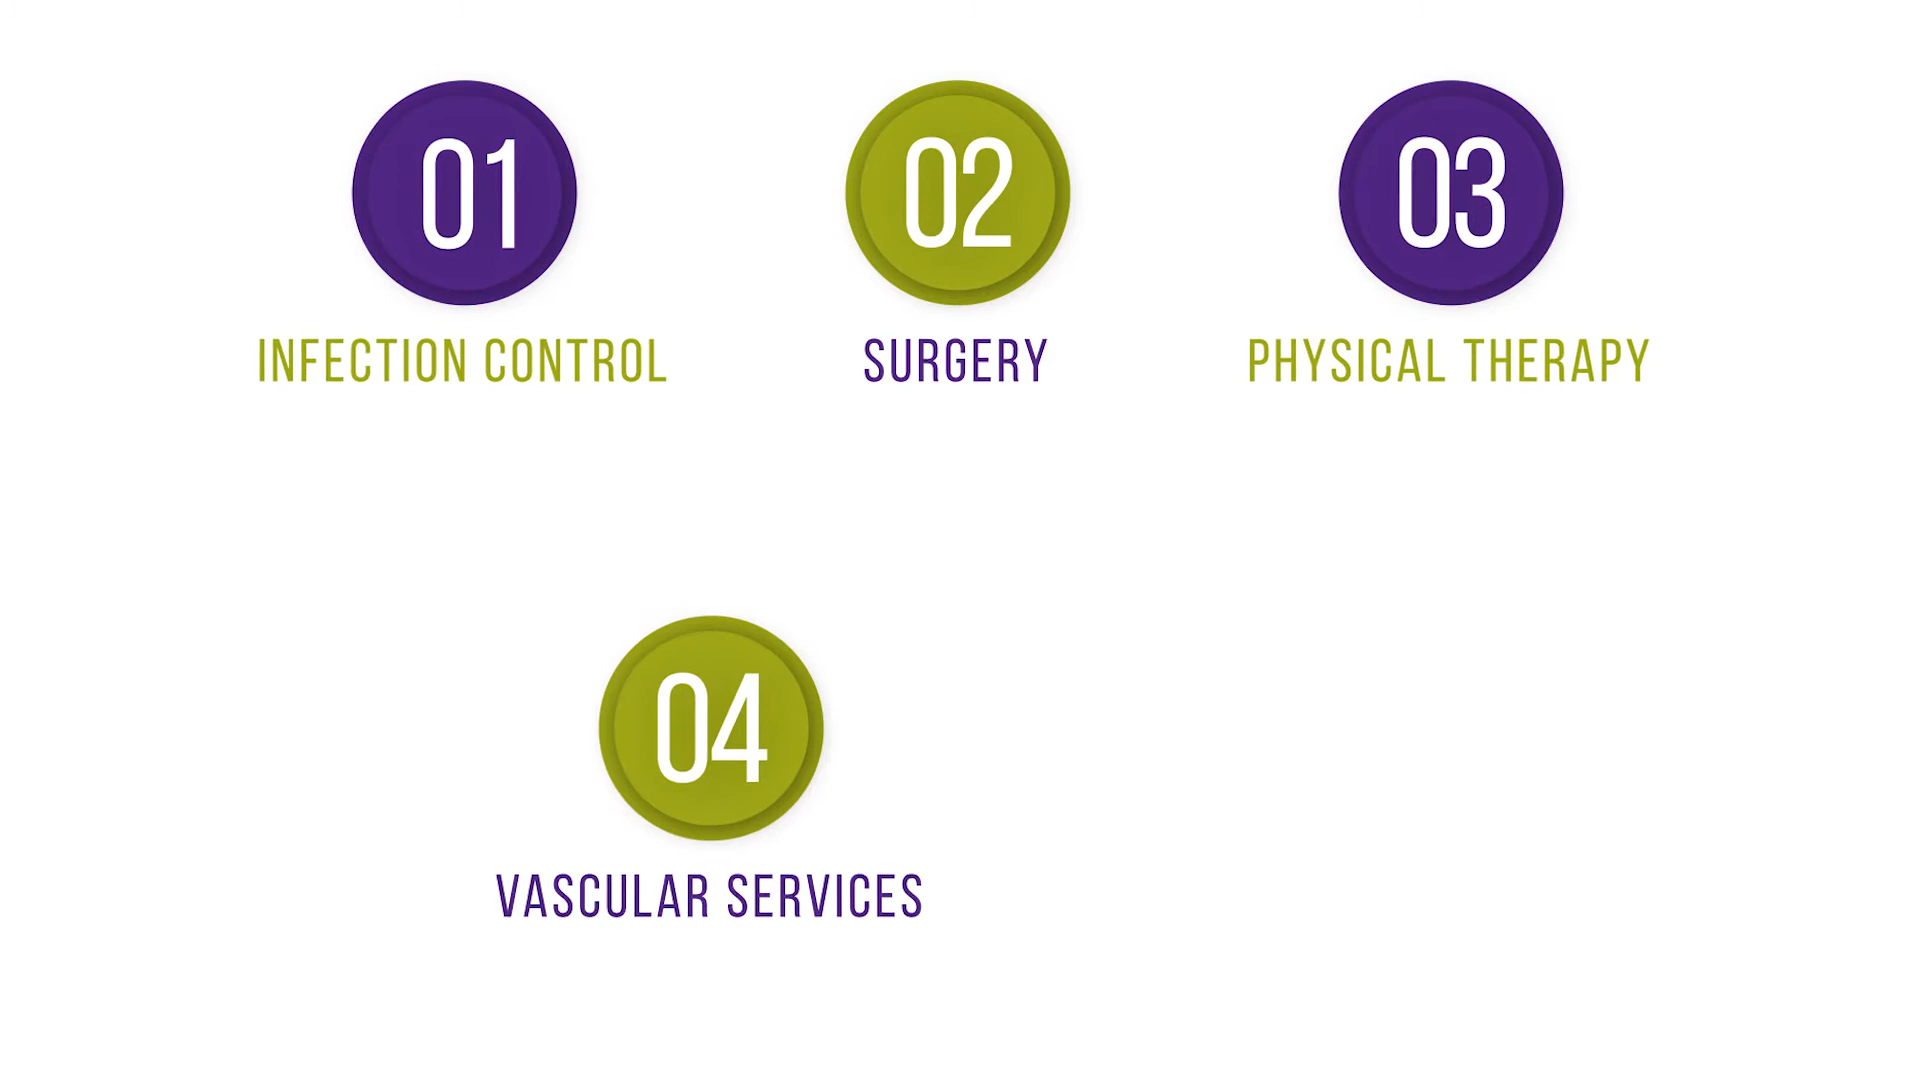 01
02
03
INFECTION CONTROL
SURGERY
PHYSICAL THERAPY
04
VASCULAR SERVICES